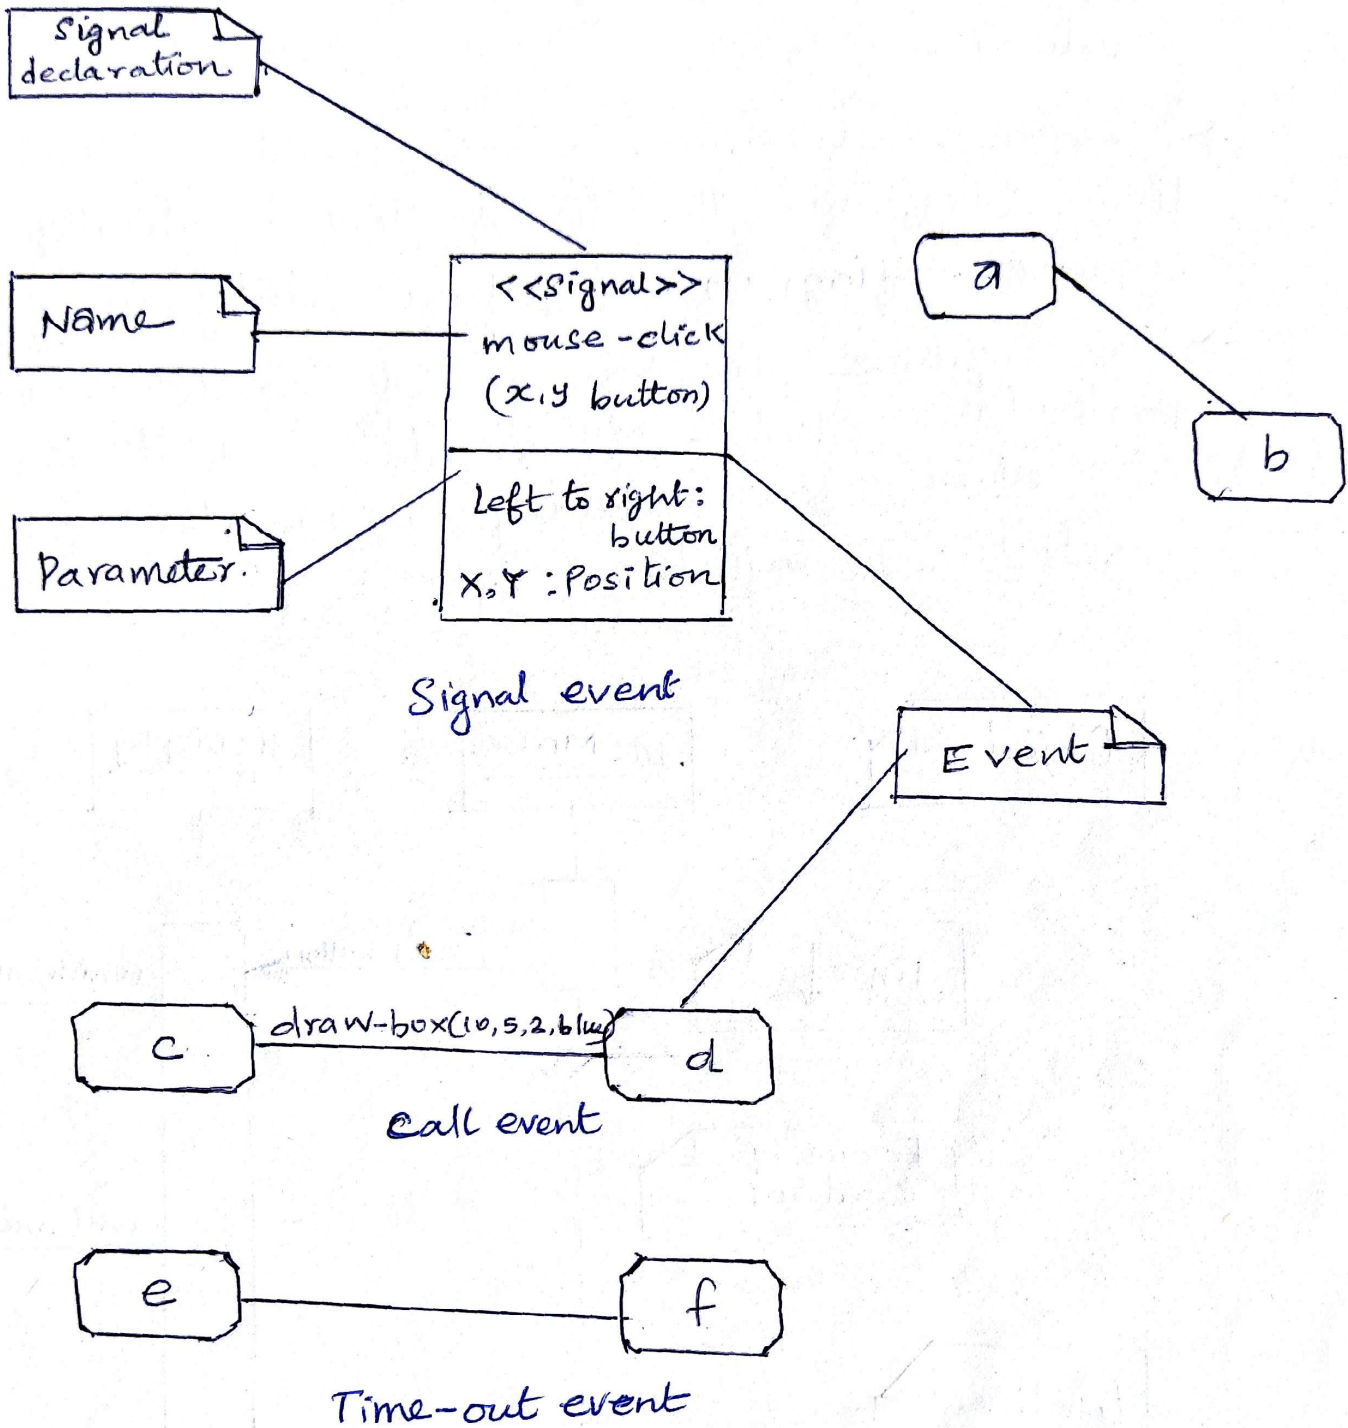 Signal
declaration
Name
<<Signal>>
mouse-click
(x,y button)
a
b
Parameter.
Left to right:
button
X,Y : Position
Signal event
Event
c
draw-box(10,5,2,blue)
d
Call event
e
f
Time-out event